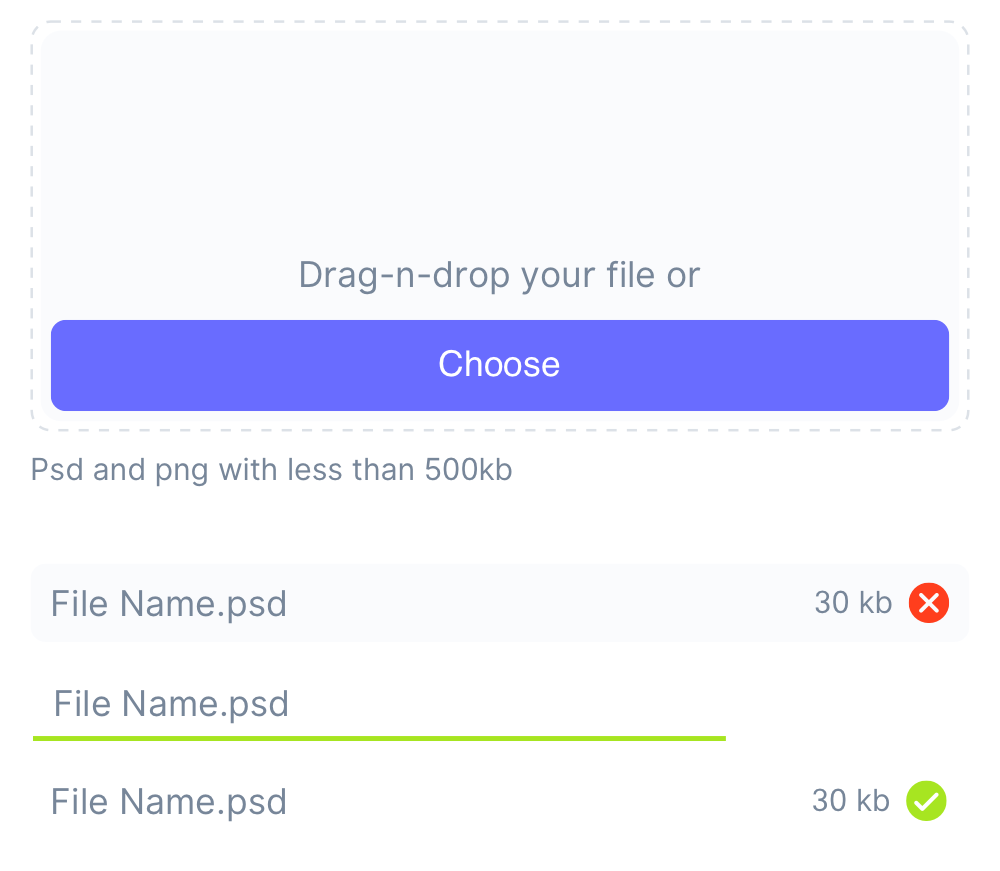 Drag-n-drop your file or
Choose
Psd and png with less than 500kb
File Name.psd 30 kb
File Name.psd
File Name.psd 30 kb